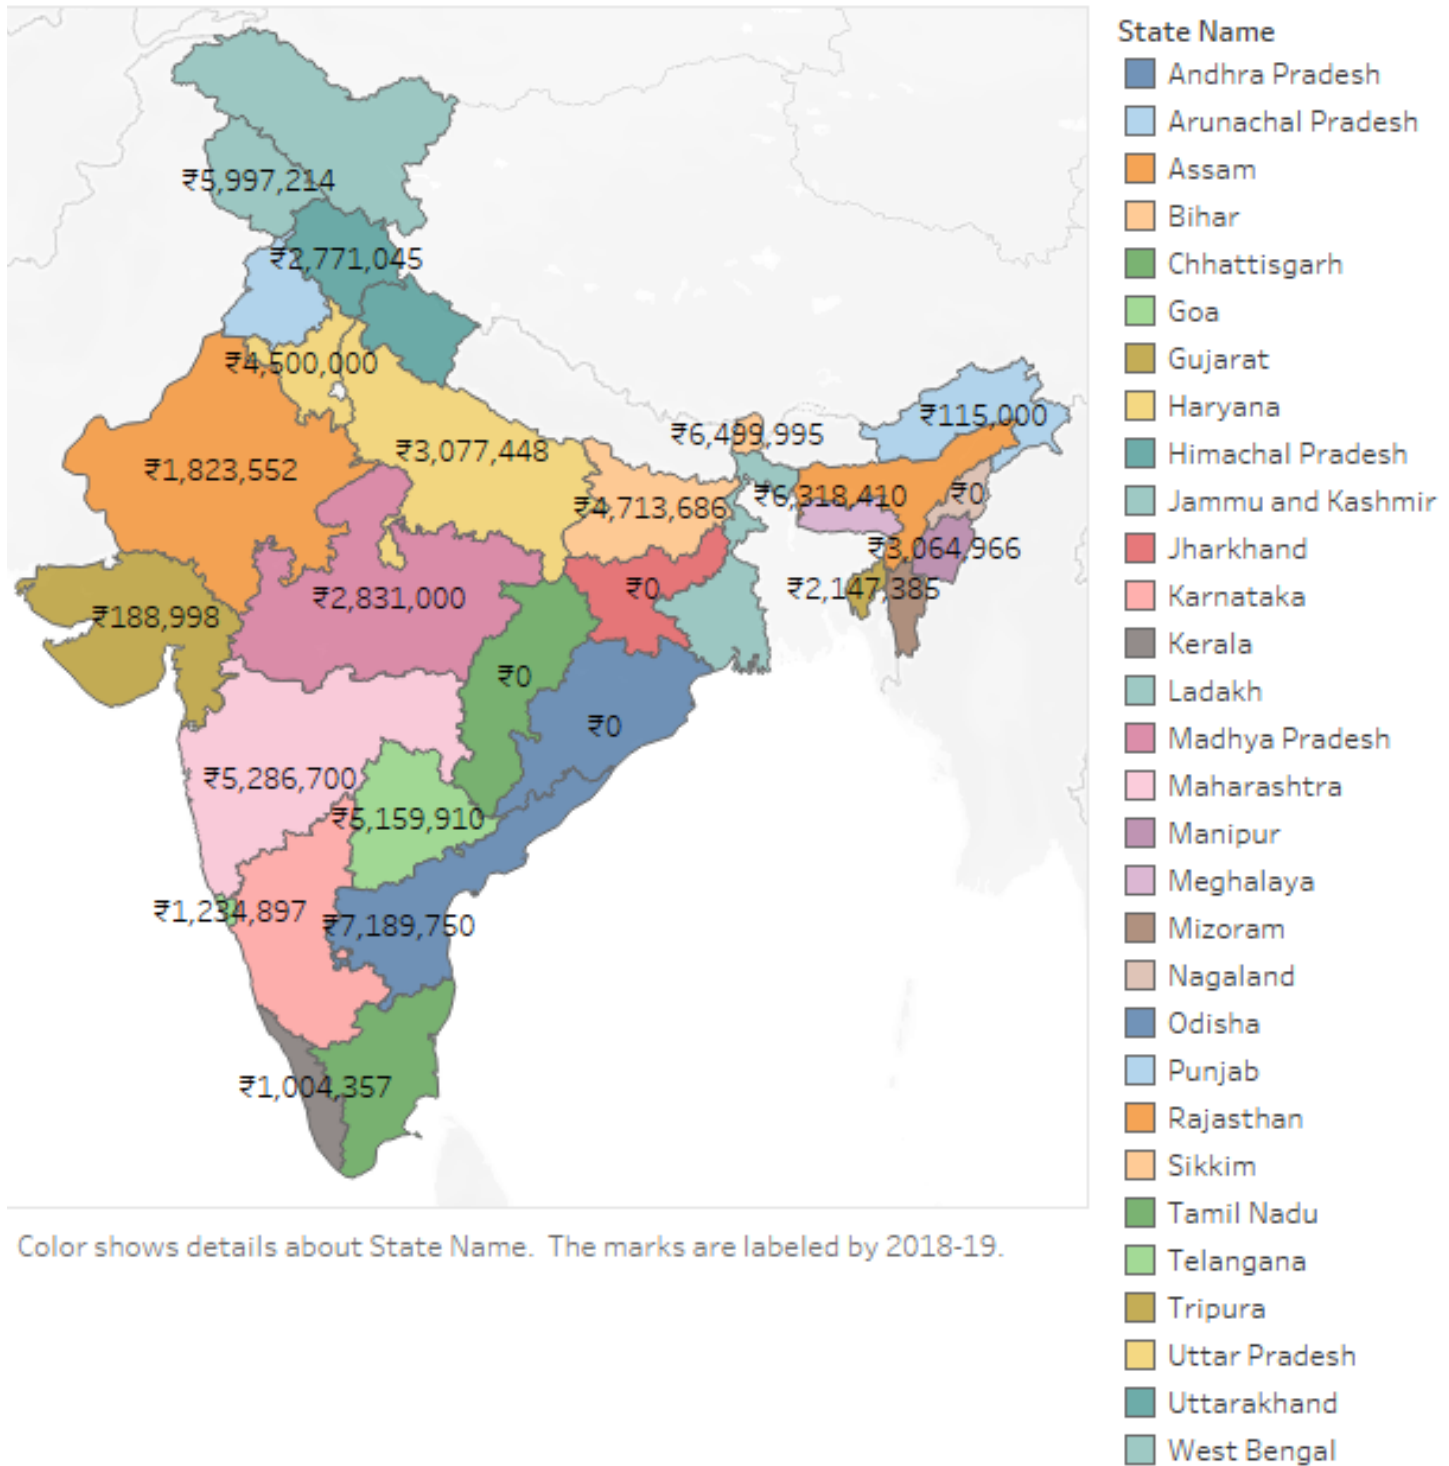 State Name
Andhra Pradesh
Arunachal Pradesh
Assam
Bihar
Chhattisgarh
Goa
Gujarat
Haryana
Himachal Pradesh
Jammu and Kashmir
Jharkhand
Karnataka
Kerala
Ladakh
Madhya Pradesh
Maharashtra
Manipur
Meghalaya
Mizoram
Nagaland
Odisha
Punjab
Rajasthan
Sikkim
Tamil Nadu
Telangana
Tripura
Uttar Pradesh
Uttarakhand
West Bengal
₹5,997,214
₹2,771,045
₹4,500,000
₹115,000
₹6,499,995
₹3,077,448
₹1,823,552
₹6,318,410
₹0
₹4,713,686
₹3,064,966
₹2,147,385
₹0
₹2,831,000
₹188,998
₹0
₹0
₹5,286,700
₹5,159,910
₹1,234,897
₹7,189,750
₹1,004,357
Color shows details about State Name. The marks are labeled by 2018-19.